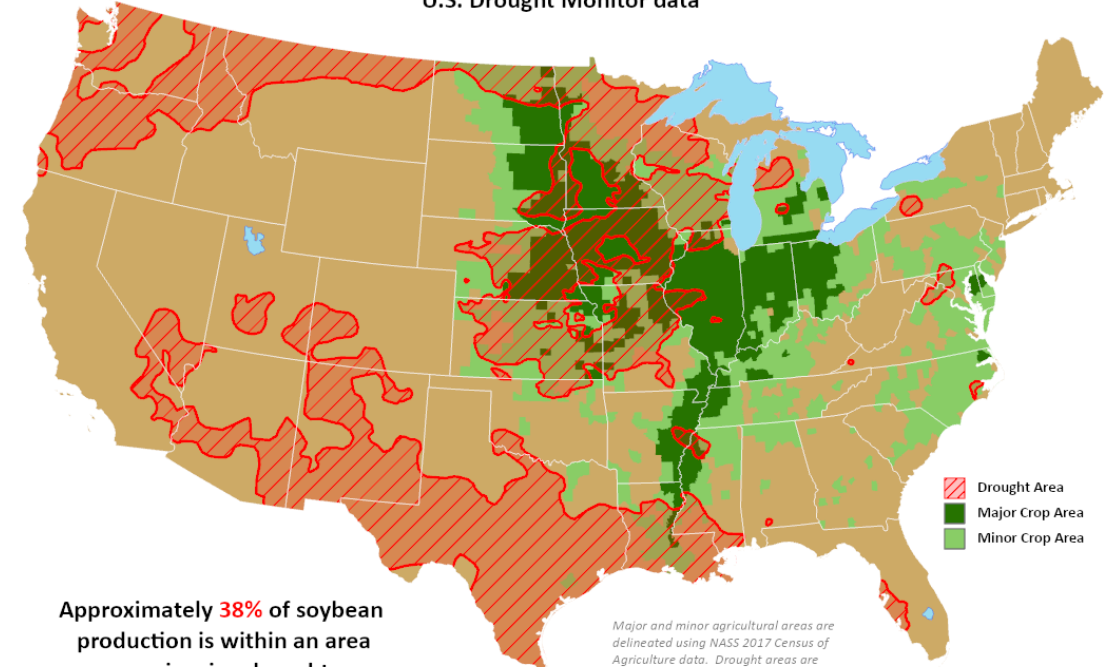 U.S. Drought Monitor data
Drought Area
Major Crop Area
Minor Crop Area
Approximately 38% of soybean
production is within an area
Major and minor agricultural areas are
delineated using NASS 2017 Census of
Agriculture data. Drought areas are